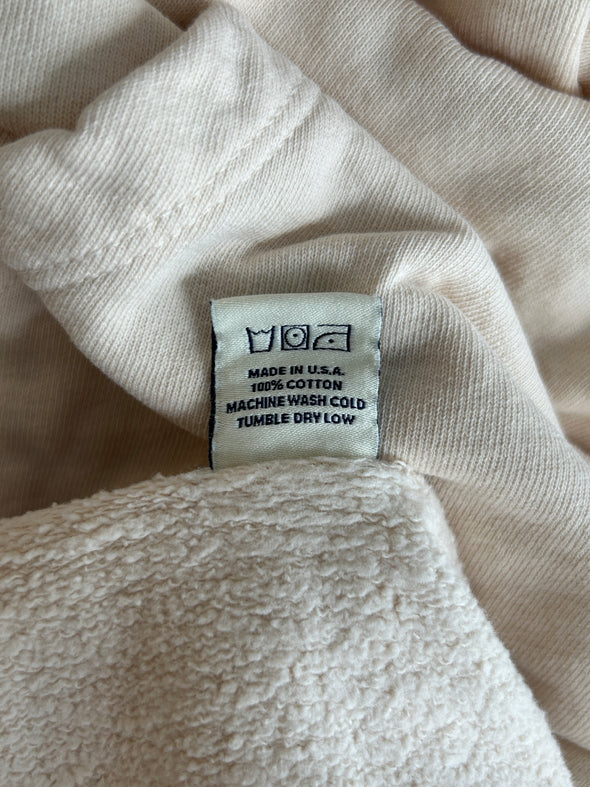 MADE IN U.S.A.
100% COTTON
MACHINE WASH COLD
TUMBLE DRY LOW